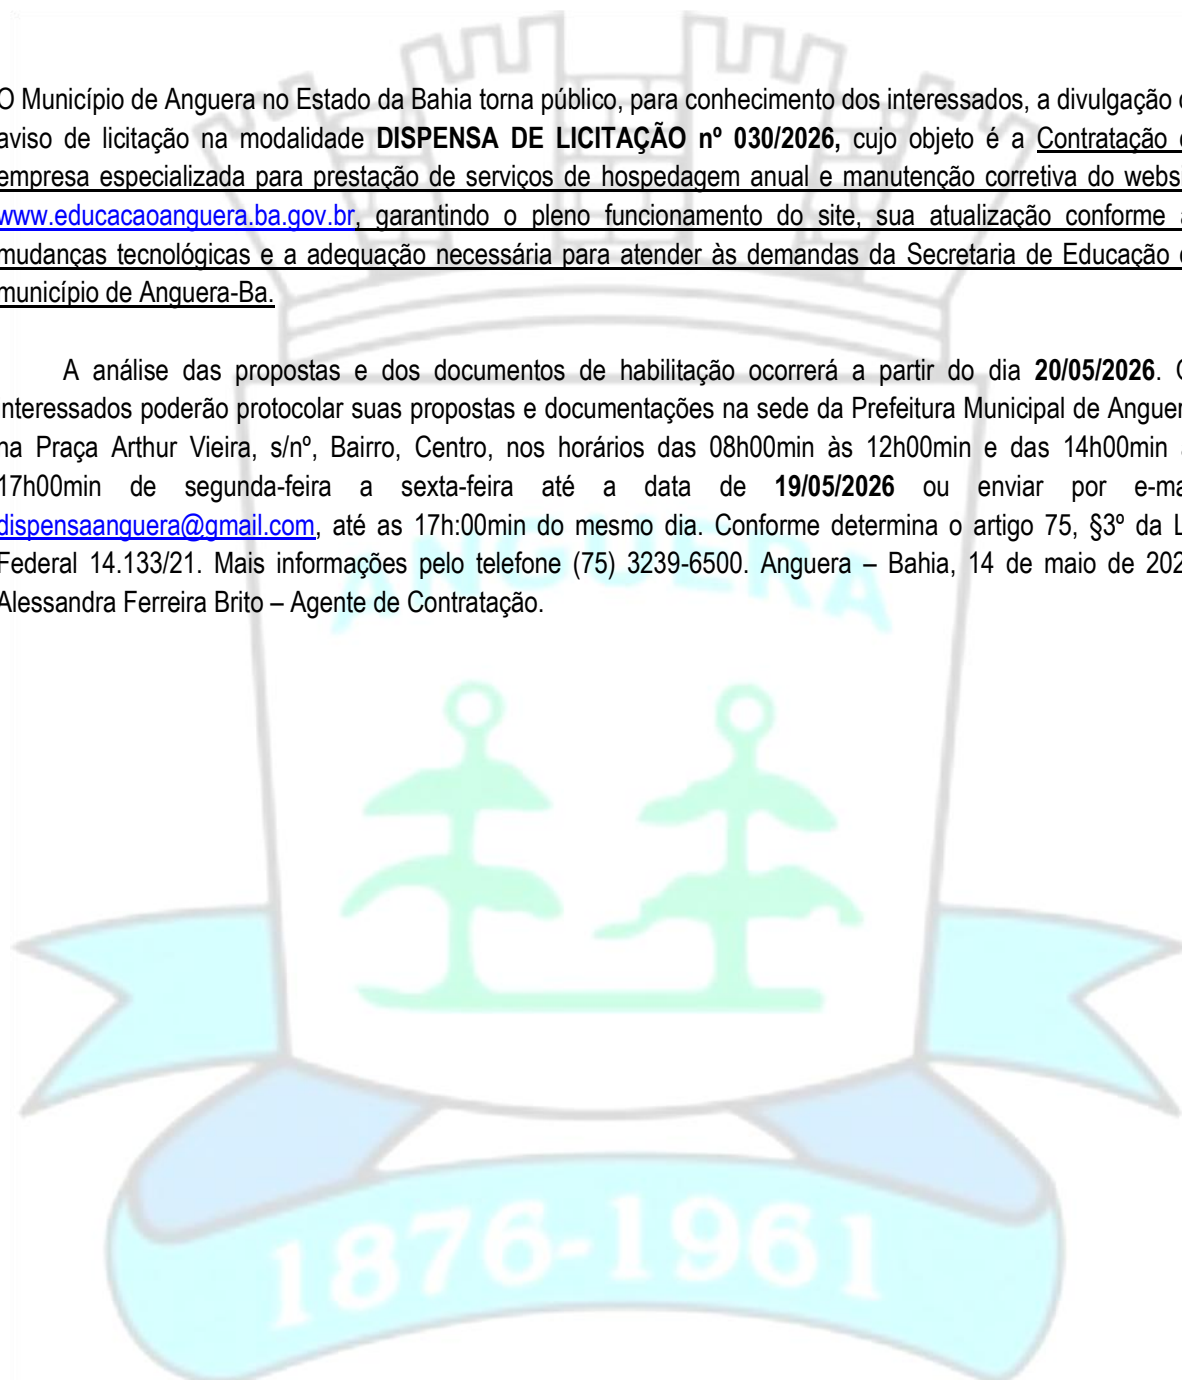 O Município de Anguera no Estado da Bahia torna público, para conhecimento dos interessados, a divulgação
aviso de licitação na modalidade DISPENSA DE LICITAÇÃO nº 030/2026, cujo objeto é a Contratação
empresa especializada para prestação de serviços de hospedagem anual e manutenção corretiva do webs
www.educacaoanguera.ba.gov.br, garantindo o pleno funcionamento do site, sua atualização conforme
mudanças tecnológicas e a adequação necessária para atender às demandas da Secretaria de Educação
município de Anguera-Ba.
A análise das propostas e dos documentos de habilitação ocorrerá a partir do dia 20/05/2026.
interessados poderão protocolar suas propostas e documentações na sede da Prefeitura Municipal de Anguer
na Praça Arthur Vieira, s/nº, Bairro, Centro, nos horários das 08h00min às 12h00min e das 14h00min
17h00min de segunda-feira a sexta-feira até a data de 19/05/2026 ou enviar por e-ma
dispensaanguera@gmail.com, até as 17h:00min do mesmo dia. Conforme determina o artigo 75, §3º da L
Federal 14.133/21. Mais informações pelo telefone (75) 3239-6500. Anguera – Bahia, 14 de maio de 202
Alessandra Ferreira Brito – Agente de Contratação.
ANGUERA
1876-1961